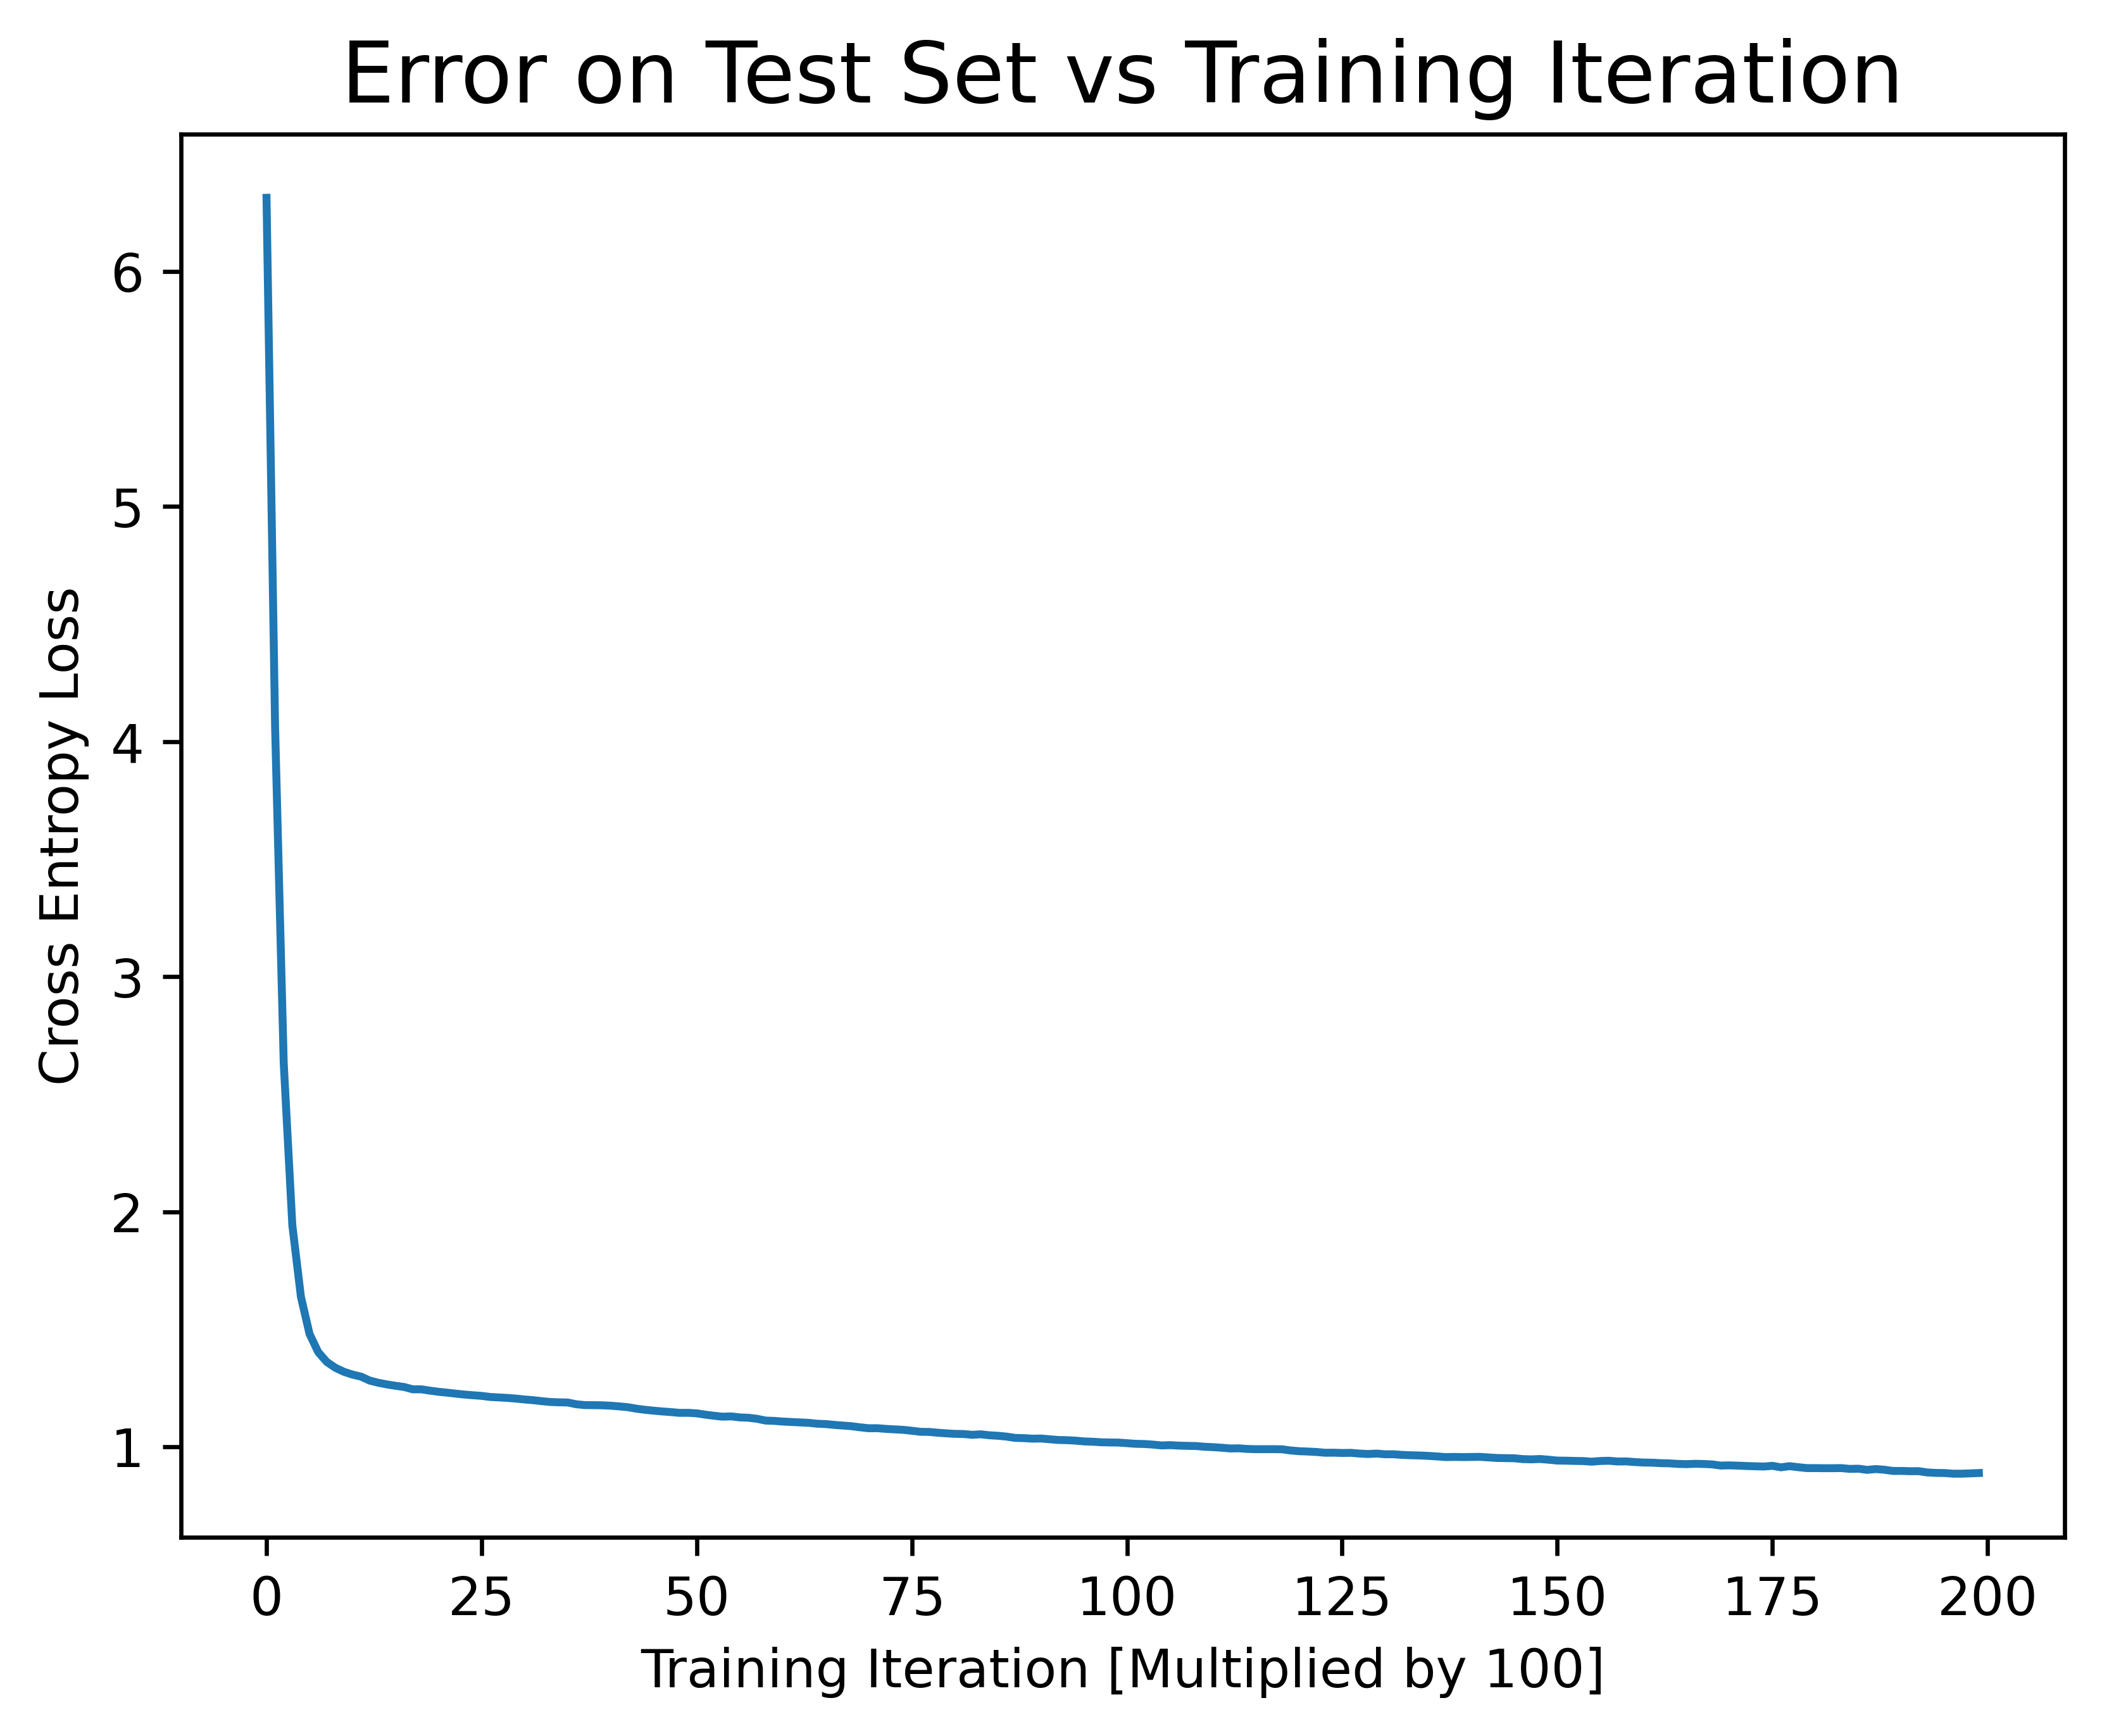 Error on Test Set vs Training Iteration
6
5
4
3
2
1
Cross Entropy Loss
0 25 50 75 100 125 150 175 200
Training Iteration [Multiplied by 100]